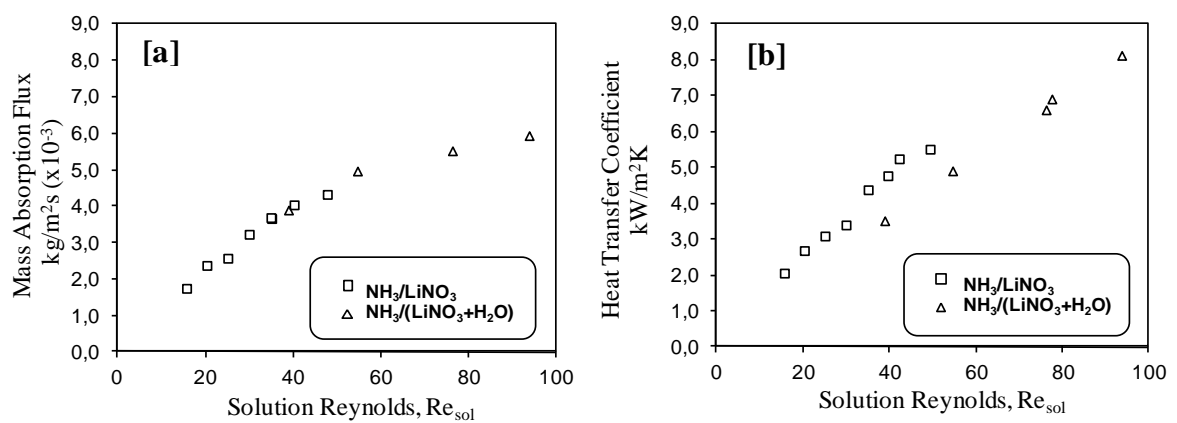 [a]
Mass Absorption Flux
kg/m²s (x10⁻³)
9,0
8,0
7,0
6,0
5,0
4,0
3,0
2,0
1,0
0,0
NH₃/LiNO₃
NH₃/(LiNO₃+H₂O)
0 20 40 60 80 100
Solution Reynolds, Re_sol
[b]
Heat Transfer Coefficient
kW/m²K
9,0
8,0
7,0
6,0
5,0
4,0
3,0
2,0
1,0
0,0
NH₃/LiNO₃
NH₃/(LiNO₃+H₂O)
0 20 40 60 80 100
Solution Reynolds, Re_sol